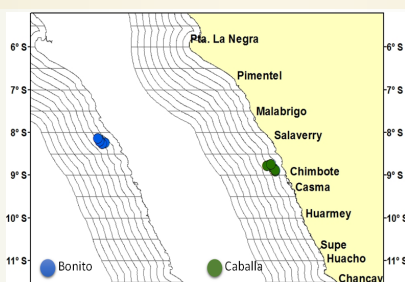 Pta. La Negra
6° S
6° S
Pimentel
7° S
7° S
Malabrigo
8° S
Salaverry
8° S
9° S
Chimbote
9° S
Casma
10° S
Huarmey
10° S
Supe
11° S
Bonito
Caballa
Huacho
11° S
Chancay